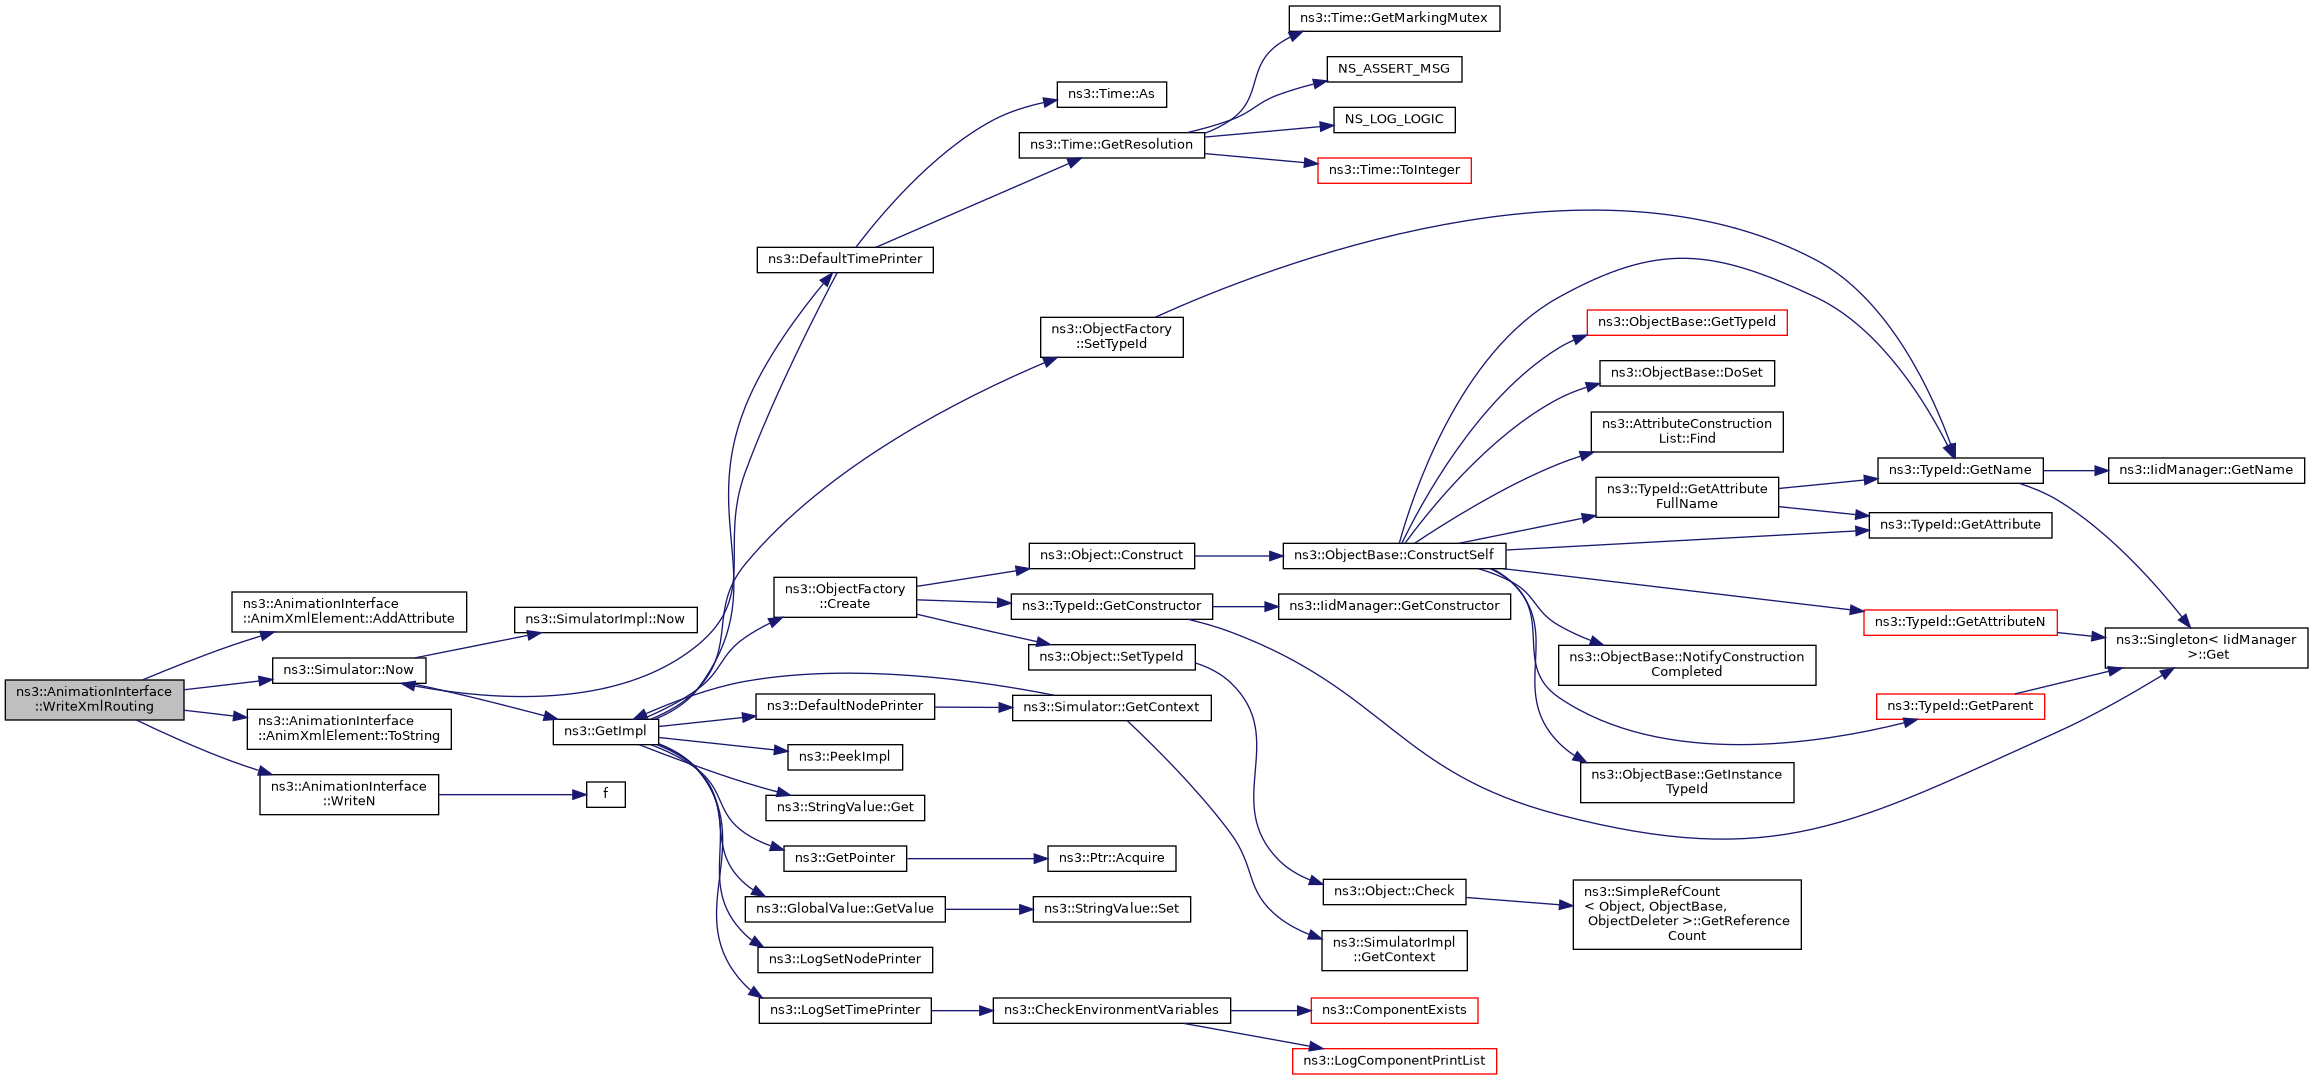 ns3::AnimationInterface
::WriteXmlRouting
ns3::AnimationInterface
::AnimXmlElement::AddAttribute
ns3::Simulator::Now
ns3::AnimationInterface
::AnimXmlElement::ToString
ns3::AnimationInterface
::WriteN
ns3::SimulatorImpl::Now
ns3::GetImpl
f
ns3::DefaultTimePrinter
ns3::ObjectFactory
::Create
ns3::DefaultNodePrinter
ns3::PeekImpl
ns3::StringValue::Get
ns3::GetPointer
ns3::GlobalValue::GetValue
ns3::LogSetNodePrinter
ns3::LogSetTimePrinter
ns3::Time::As
ns3::Time::GetResolution
ns3::ObjectFactory
::SetTypeId
ns3::Object::Construct
ns3::TypeId::GetConstructor
ns3::Object::SetTypeId
ns3::Simulator::GetContext
ns3::Ptr::Acquire
ns3::StringValue::Set
ns3::CheckEnvironmentVariables
ns3::Time::GetMarkingMutex
NS_ASSERT_MSG
NS_LOG_LOGIC
ns3::Time::ToInteger
ns3::ObjectBase::ConstructSelf
ns3::IidManager::GetConstructor
ns3::Object::Check
ns3::SimulatorImpl
::GetContext
ns3::ComponentExists
ns3::LogComponentPrintList
ns3::ObjectBase::GetTypeId
ns3::ObjectBase::DoSet
ns3::AttributeConstruction
List::Find
ns3::TypeId::GetAttribute
FullName
ns3::ObjectBase::NotifyConstruction
Completed
ns3::ObjectBase::GetInstance
TypeId
ns3::SimpleRefCount
< Object, ObjectBase,
ObjectDeleter >::GetReference
Count
ns3::TypeId::GetName
ns3::TypeId::GetAttribute
ns3::TypeId::GetAttributeN
ns3::TypeId::GetParent
ns3::IidManager::GetName
ns3::Singleton< IidManager
>::Get